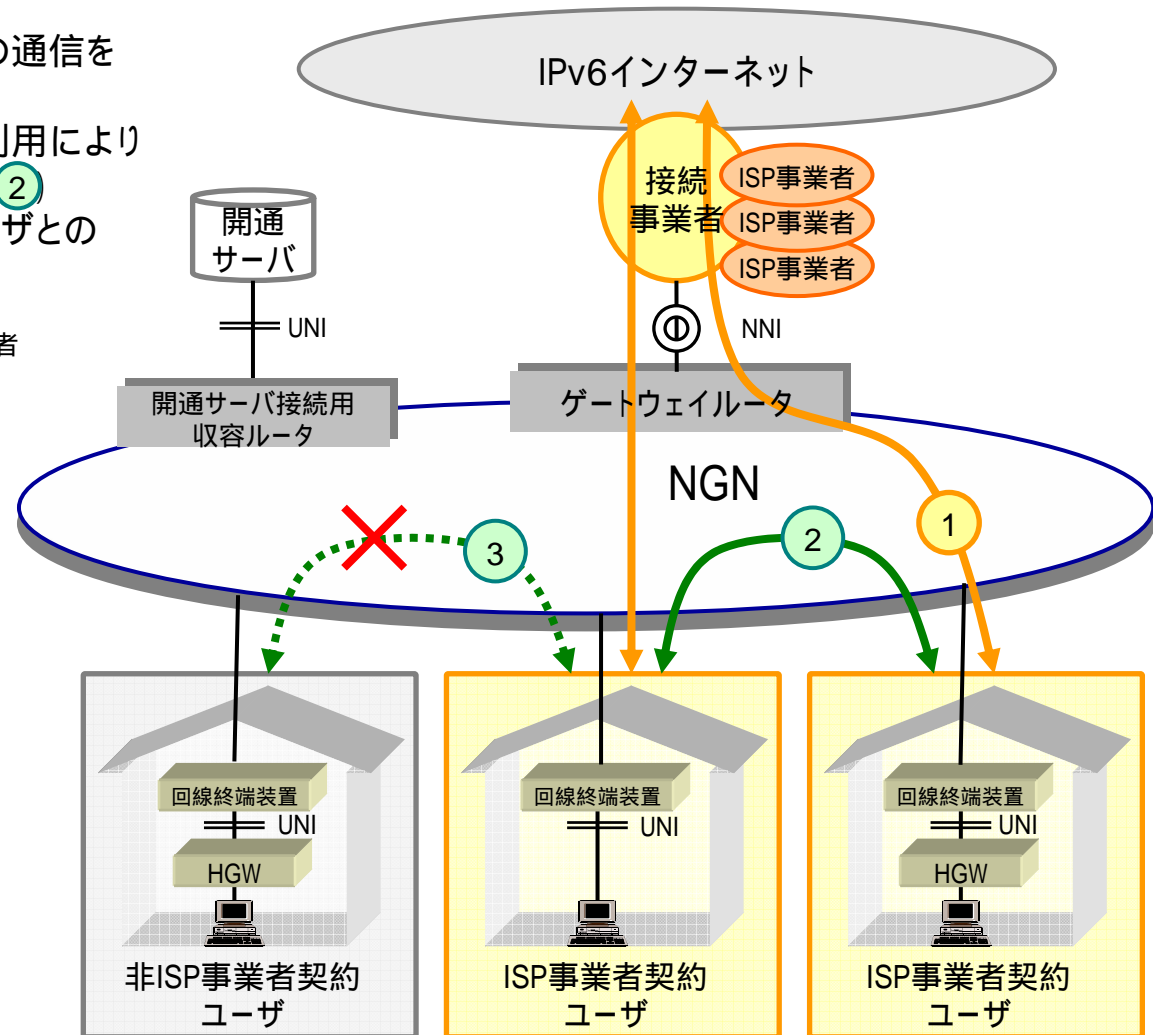 の通信を
利用により
2)
ーザとの
者
IPv6インターネット
接続
事業者
ISP事業者
ISP事業者
ISP事業者
開通
サーバ
UNI
NNI
開通サーバ接続用
収容ルータ
ゲートウェイルータ
NGN
3
2
1
回線終端装置
UNI
HGW
非ISP事業者契約
ユーザ
回線終端装置
UNI
ISP事業者契約
ユーザ
回線終端装置
UNI
HGW
ISP事業者契約
ユーザ